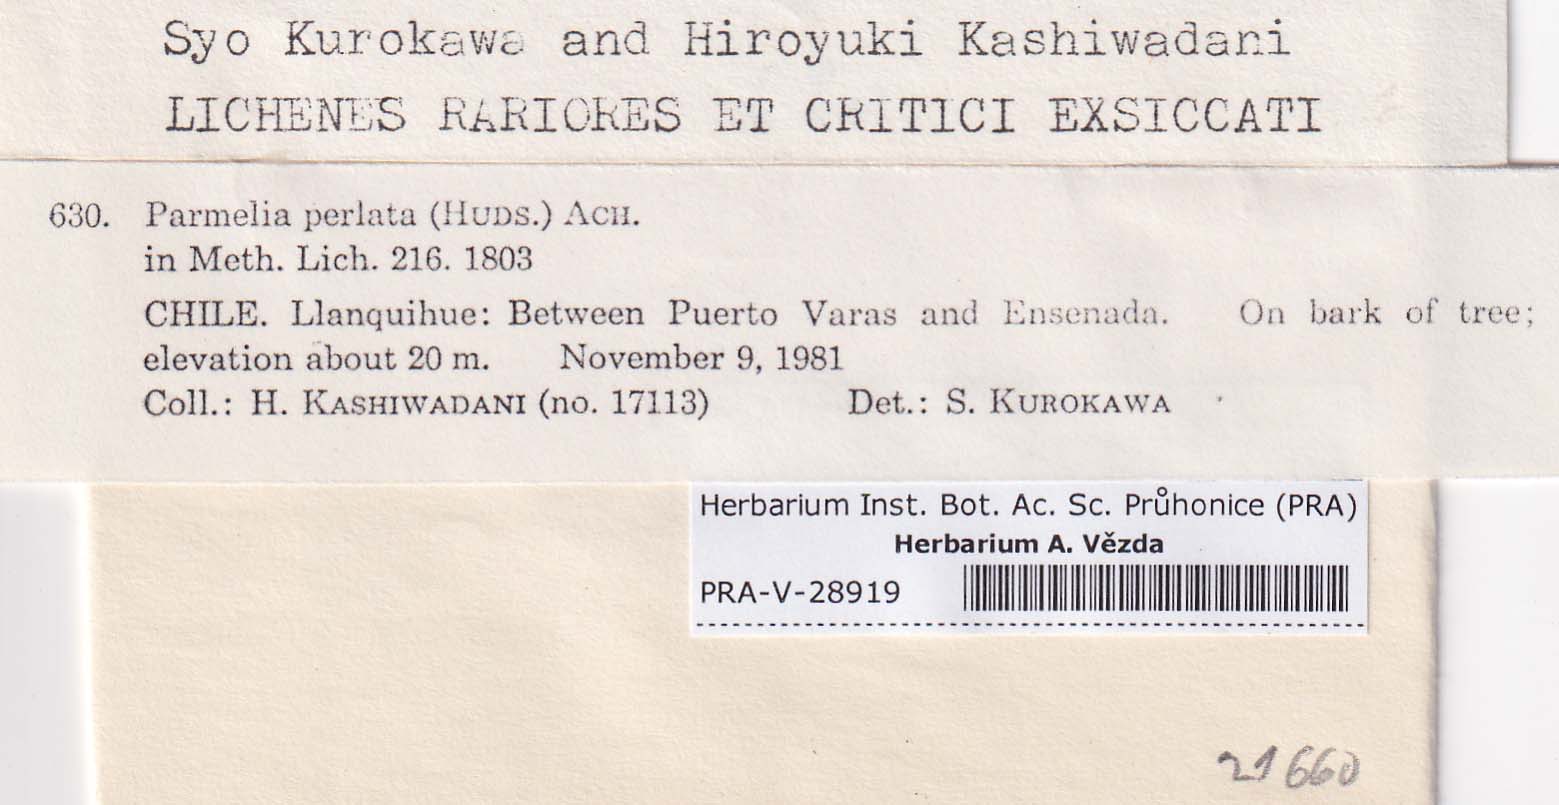 Syo Kurokawa and Hiroyuki Kashiwadani
LICHENES RARIORES ET CRITICI EXSICCATI
630. Parmelia perlata (HUDS.) ACH.
in Meth. Lich. 216. 1803
CHILE. Llanquihue: Between Puerto Varas and Ensenada. On bark of tree;
elevation about 20 m. November 9, 1981
Coll.: H. KASHIWADANI (no. 17113) Det.: S. KUROKAWA
Herbarium Inst. Bot. Ac. Sc. Průhonice (PRA)
Herbarium A. Vězda
PRA-V-28919
21660